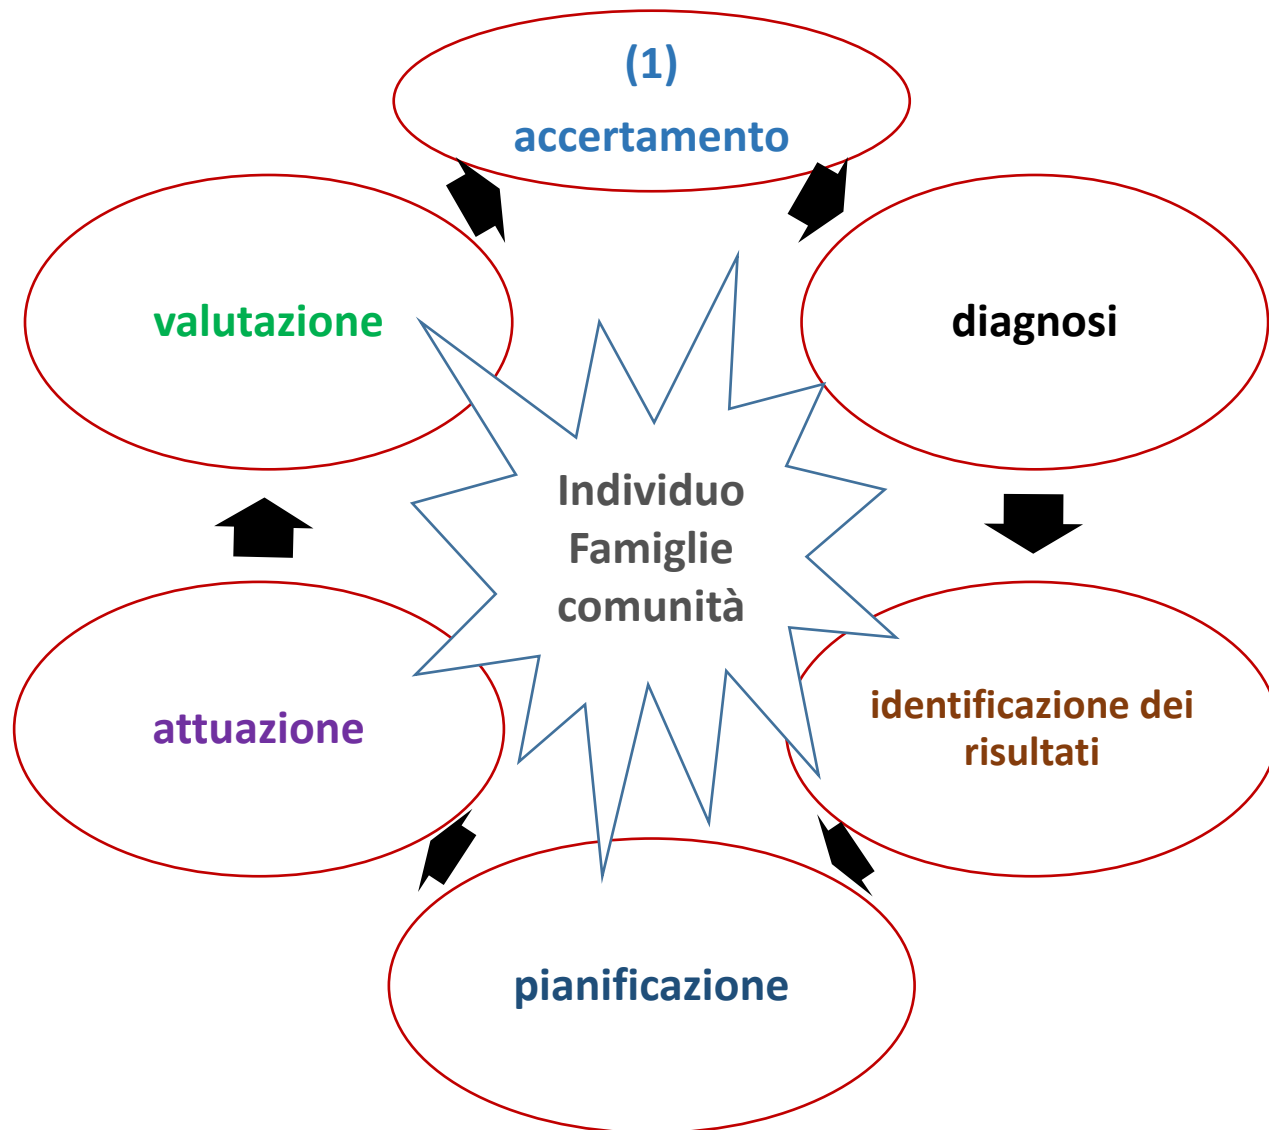 (1)
accertamento
valutazione
diagnosi
Individuo
Famiglie
comunità
attuazione
identificazione dei
risultati
pianificazione